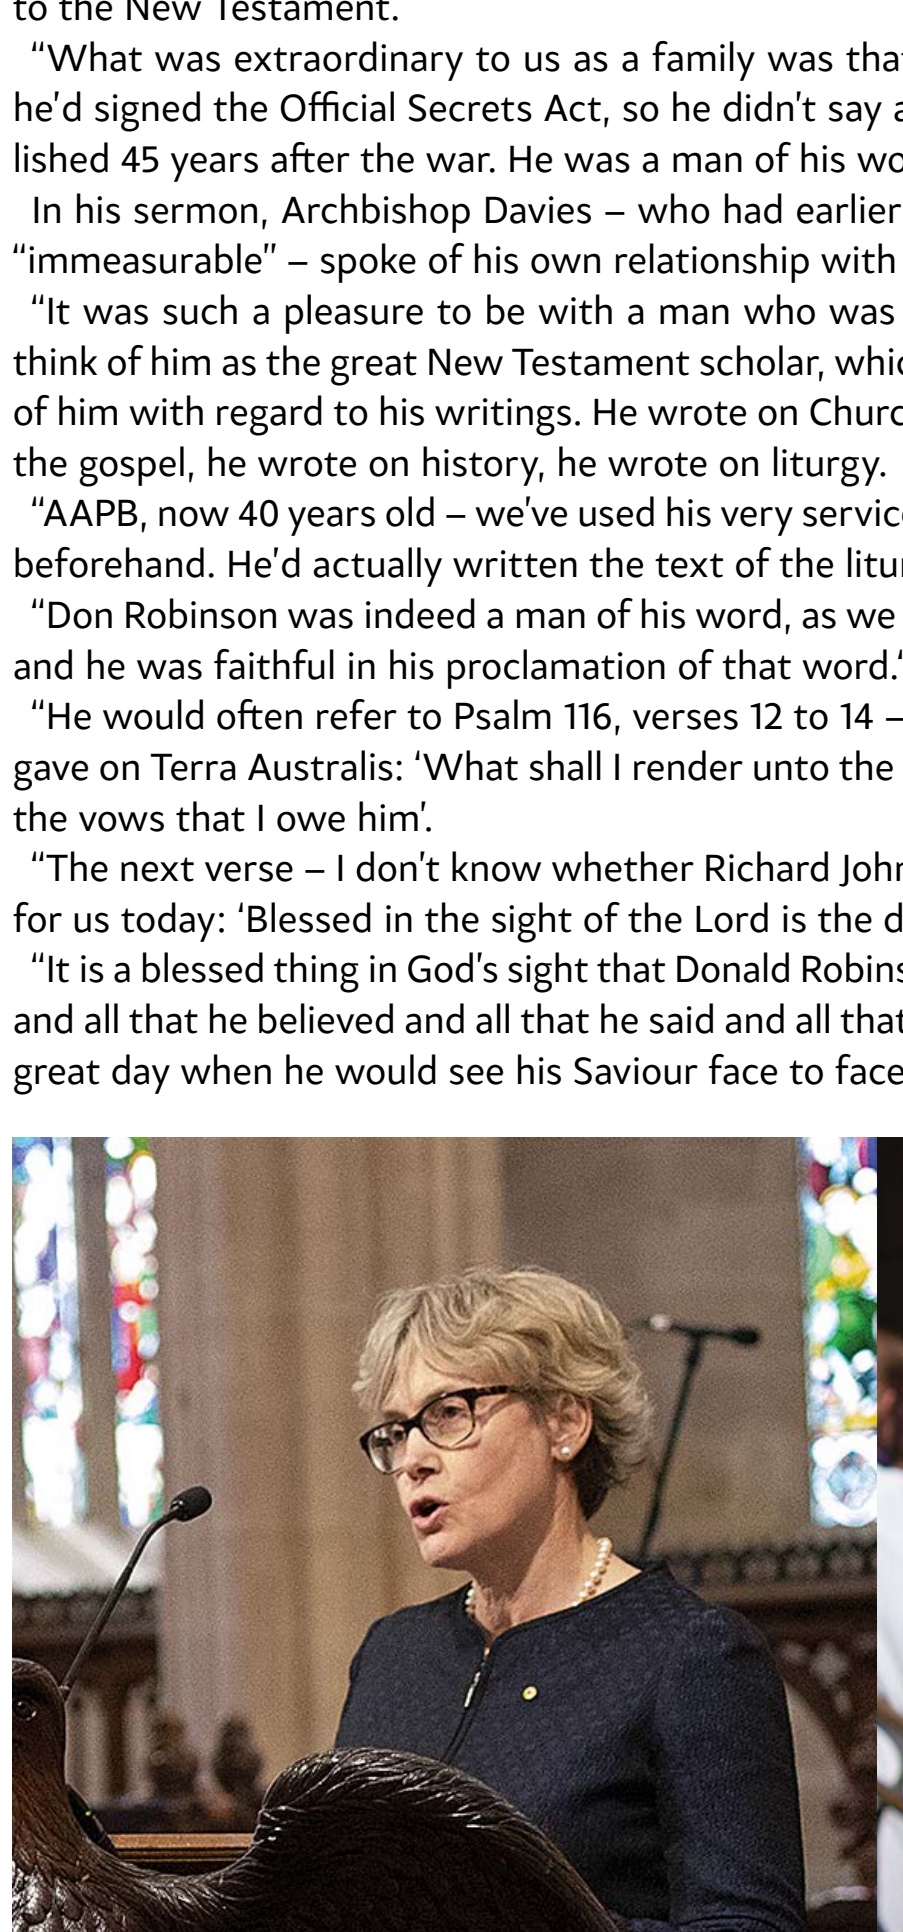 to the New Testament.
“What was extraordinary to us as a family was that
he'd signed the Official Secrets Act, so he didn't say a
lished 45 years after the war. He was a man of his wo
In his sermon, Archbishop Davies – who had earlier
“immeasurable” – spoke of his own relationship with
“It was such a pleasure to be with a man who was
think of him as the great New Testament scholar, whic
of him with regard to his writings. He wrote on Churc
the gospel, he wrote on history, he wrote on liturgy.
“AAPB, now 40 years old – we've used his very service
beforehand. He'd actually written the text of the litur
“Don Robinson was indeed a man of his word, as we
and he was faithful in his proclamation of that word.“
“He would often refer to Psalm 116, verses 12 to 14 –
gave on Terra Australis: ‘What shall I render unto the
the vows that I owe him’.
“The next verse – I don't know whether Richard John
for us today: ‘Blessed in the sight of the Lord is the d
“It is a blessed thing in God's sight that Donald Robins
and all that he believed and all that he said and all that
great day when he would see his Saviour face to face